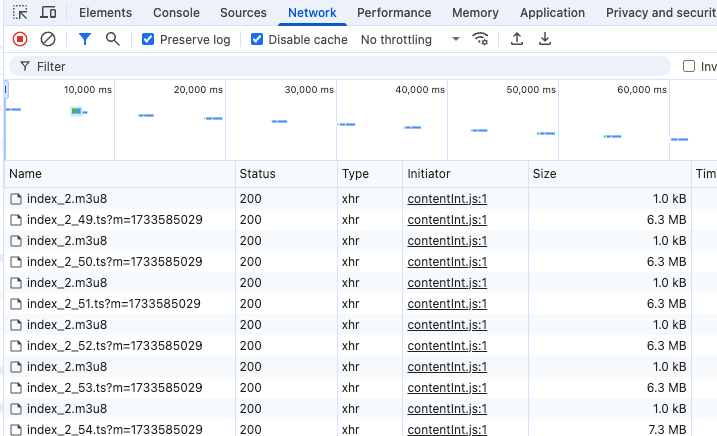 Elements Console Sources Network Performance Memory Application Privacy and securit
Preserve log Disable cache No throttling
Filter Inv
10,000 ms 20,000 ms 30,000 ms 40,000 ms 50,000 ms 60,000 ms
Name Status Type Initiator Size Tim
index_2.m3u8 200 xhr contentInt.js:1 1.0 kB
index_2_49.ts?m=1733585029 200 xhr contentInt.js:1 6.3 MB
index_2.m3u8 200 xhr contentInt.js:1 1.0 kB
index_2_50.ts?m=1733585029 200 xhr contentInt.js:1 6.3 MB
index_2.m3u8 200 xhr contentInt.js:1 1.0 kB
index_2_51.ts?m=1733585029 200 xhr contentInt.js:1 6.3 MB
index_2.m3u8 200 xhr contentInt.js:1 1.0 kB
index_2_52.ts?m=1733585029 200 xhr contentInt.js:1 6.3 MB
index_2.m3u8 200 xhr contentInt.js:1 1.0 kB
index_2_53.ts?m=1733585029 200 xhr contentInt.js:1 6.3 MB
index_2.m3u8 200 xhr contentInt.js:1 1.0 kB
index_2_54.ts?m=1733585029 200 xhr contentInt.js:1 7.3 MB